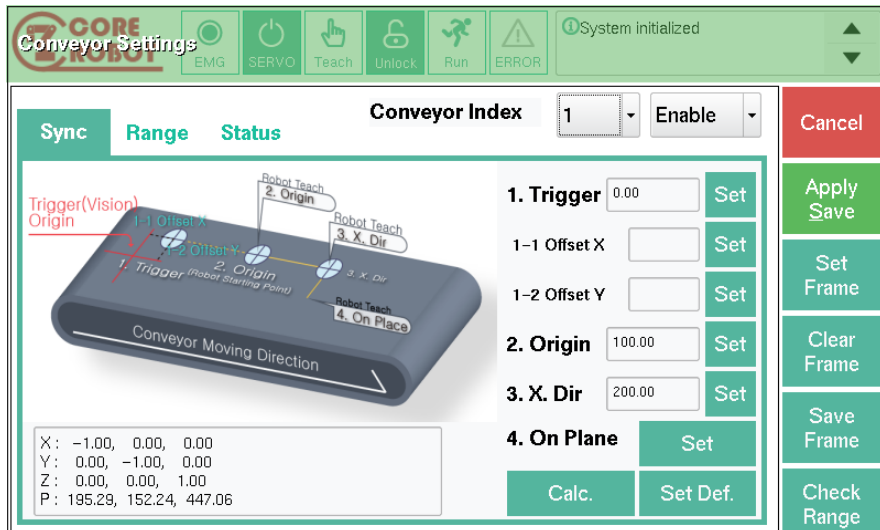 CORE
ROBOT
Conveyor Settings
EMG
SERVO
Teach
Unlock
Run
ERROR
System initialized
Conveyor Index
1
Enable
Sync
Range
Status
Trigger(Vision)
Origin
1-1 Offset X
1-2 Offset Y
1. Trigger
2. Origin
(Robot Starting Point)
3. X. Dir
Robot Teach
2. Origin
Robot Teach
3. X. Dir
Robot Teach
4. On Place
Conveyor Moving Direction
1. Trigger 0.00 Set
1-1 Offset X Set
1-2 Offset Y Set
2. Origin 100.00 Set
3. X. Dir 200.00 Set
4. On Plane Set
Calc. Set Def.
X : -1.00, 0.00, 0.00
Y : 0.00, -1.00, 0.00
Z : 0.00, 0.00, 1.00
P : 195.29, 152.24, 447.06
Cancel
Apply
Save
Set
Frame
Clear
Frame
Save
Frame
Check
Range